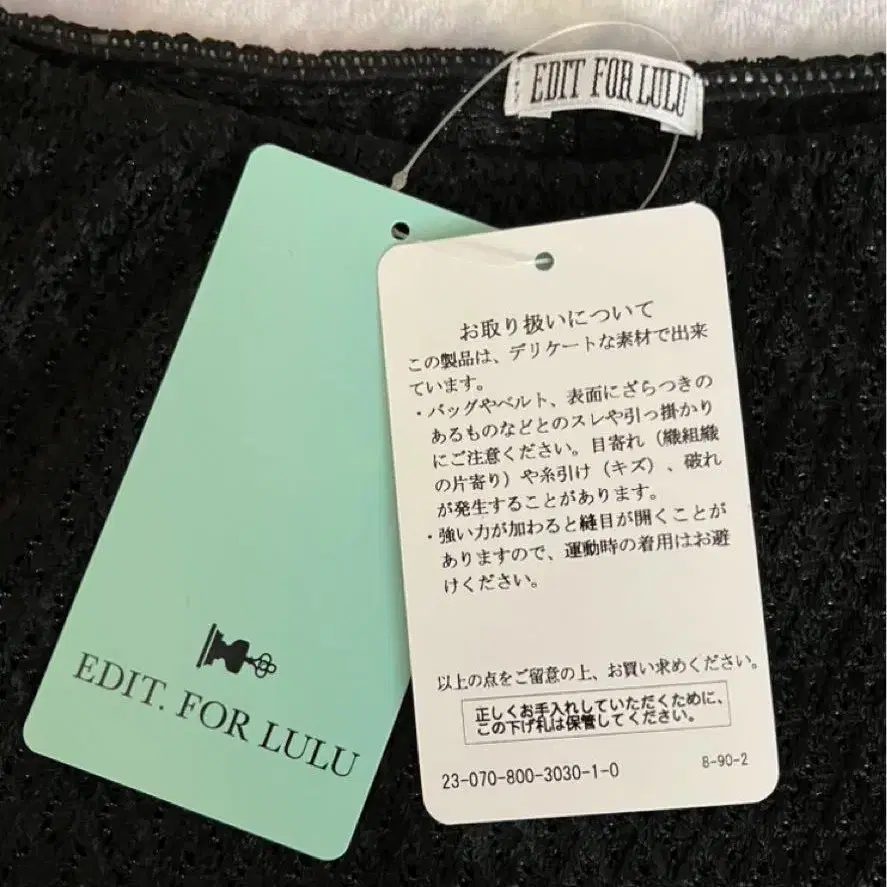 EDIT FOR LULU
EDIT. FOR LULU
お取り扱いについて
この製品は、デリケートな素材で出来
ています。
・バッグやベルト、表面にざらつきの
あるものなどとのスレや引っ掛かり
にご注意ください。目寄れ（織組織
の片寄り）や糸引け（キズ）、破れ
が発生することがあります。
・強い力が加わると縫目が開くことが
ありますので、運動時の着用はお避
けください。
以上の点をご留意の上、お買い求めください。
正しくお手入れしていただくために、
この下げ札は保管してください。
23-070-800-3030-1-0
8-90-2